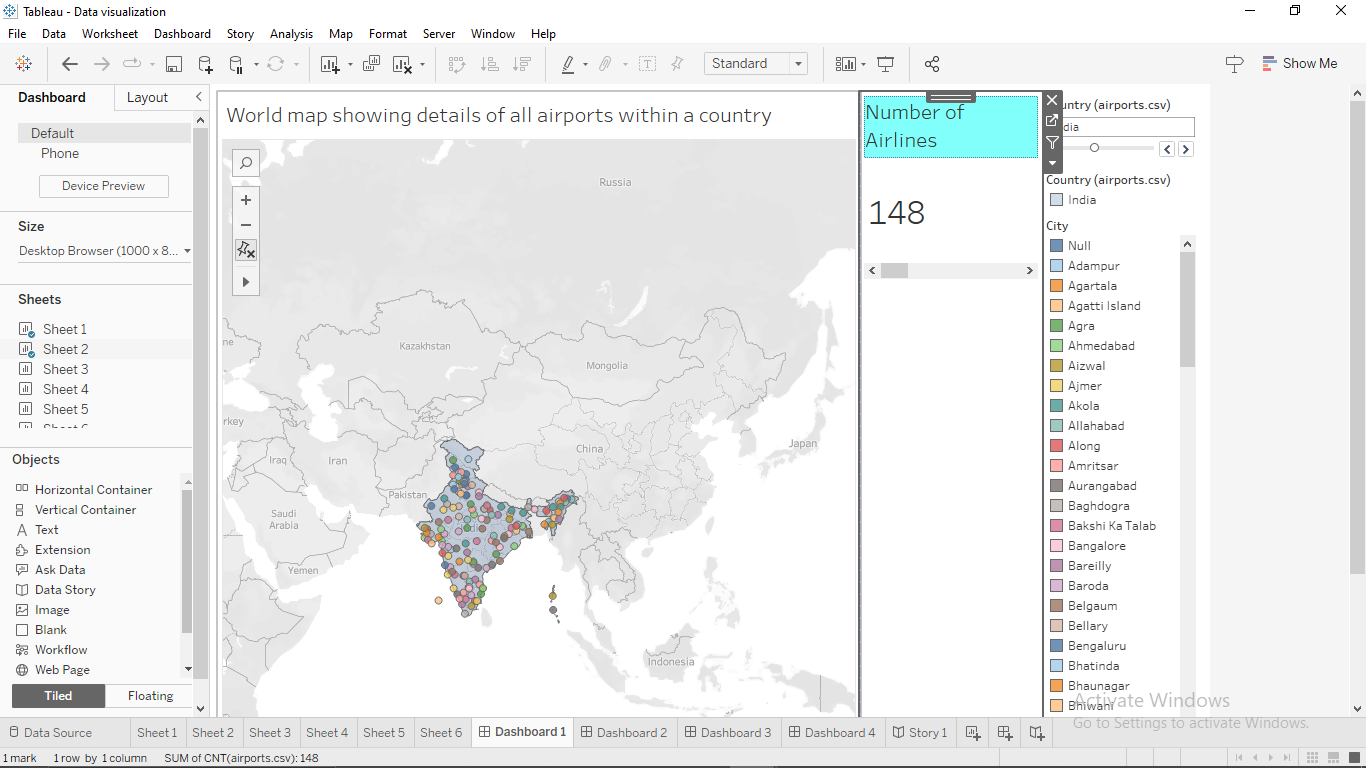 Tableau - Data visualization
File Data Worksheet Dashboard Story Analysis Map Format Server Window Help
Standard
Show Me
Dashboard Layout
Default
Phone
Device Preview
Size
Desktop Browser (1000 x 8...
Sheets
Sheet 1
Sheet 2
Sheet 3
Sheet 4
Sheet 5
Objects
Horizontal Container
Vertical Container
Text
Extension
Ask Data
Data Story
Image
Blank
Workflow
Web Page
Tiled Floating
World map showing details of all airports within a country
Russia
Kazakhstan
Mongolia
China
Japan
Iraq
Iran
Pakistan
Saudi
Arabia
Yemen
Indonesia
Number of
Airlines
148
(airports.csv)
Country (airports.csv)
India
City
Null
Adampur
Agartala
Agatti Island
Agra
Ahmedabad
Aizwal
Ajmer
Akola
Allahabad
Along
Amritsar
Aurangabad
Baghdogra
Bakshi Ka Talab
Bangalore
Bareilly
Baroda
Belgaum
Bellary
Bengaluru
Bhatinda
Bhaunagar
Bhiwani
Activate Windows
Go to Settings to activate Windows.
Data Source Sheet 1 Sheet 2 Sheet 3 Sheet 4 Sheet 5 Sheet 6 Dashboard 1 Dashboard 2 Dashboard 3 Dashboard 4 Story 1
1 mark 1 row by 1 column SUM of CNT(airports.csv): 148